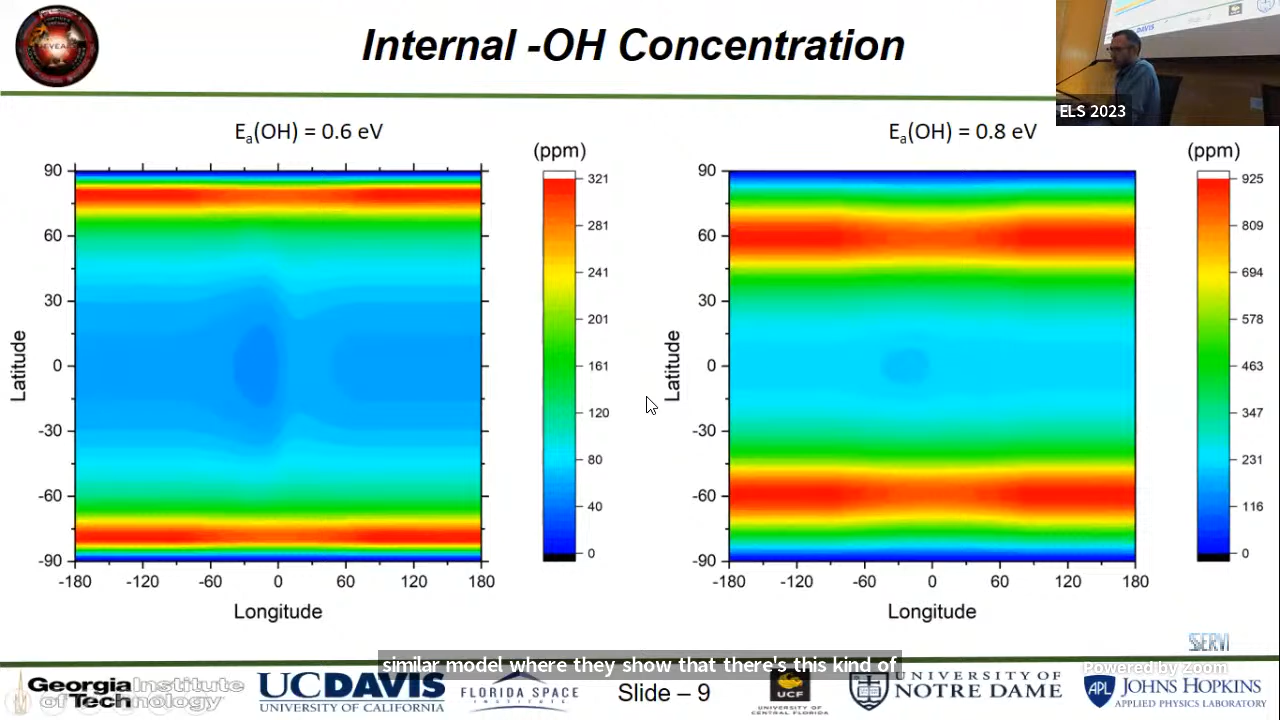 Internal -OH Concentration
ELS 2023
Ea(OH) = 0.6 eV
(ppm)
321
281
241
201
161
120
80
40
0
90
60
30
0
-30
-60
-90
Latitude
-180 -120 -60 0 60 120 180
Longitude
Ea(OH) = 0.8 eV
(ppm)
925
809
694
578
463
347
231
116
0
90
60
30
0
-30
-60
-90
Latitude
-180 -120 -60 0 60 120 180
Longitude
SERVI
similar model where they show that there's this kind of
Powered by Zoom
Georgia Institute
of Technology
UCDAVIS
UNIVERSITY OF CALIFORNIA
FLORIDA SPACE
INSTITUTE
Slide – 9
UCF
UNIVERSITY OF
CENTRAL FLORIDA
UNIVERSITY OF
NOTRE DAME
APL
JOHNS HOPKINS
APPLIED PHYSICS LABORATORY